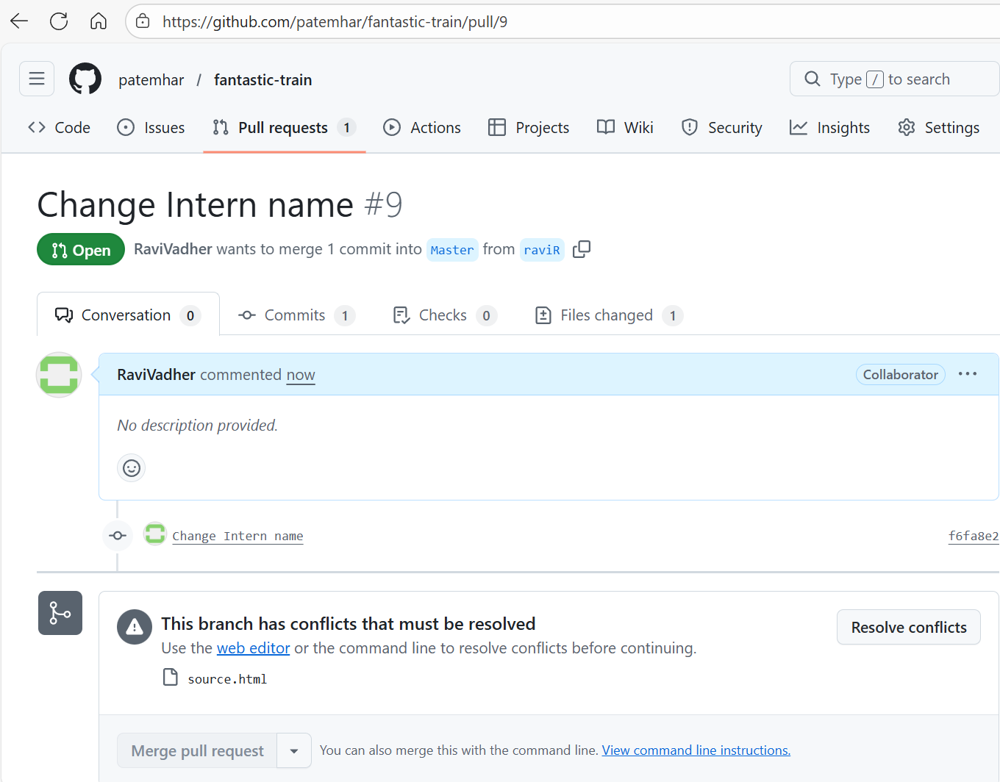 https://github.com/patemhar/fantastic-train/pull/9
patemhar / fantastic-train
Type / to search
Code Issues Pull requests 1 Actions Projects Wiki Security Insights Settings
Change Intern name #9
Open RaviVadher wants to merge 1 commit into Master from raviR
Conversation 0 Commits 1 Checks 0 Files changed 1
RaviVadher commented now Collaborator ...
No description provided.
Change Intern name f6fa8e2
This branch has conflicts that must be resolved
Resolve conflicts
Use the web editor or the command line to resolve conflicts before continuing.
source.html
Merge pull request You can also merge this with the command line. View command line instructions.